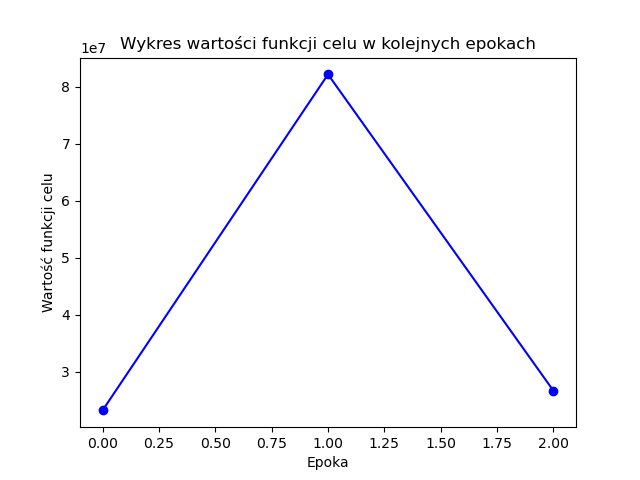 Wykres wartości funkcji celu w kolejnych epokach
1e7
8
7
6
5
4
3
Wartość funkcji celu
0.00 0.25 0.50 0.75 1.00 1.25 1.50 1.75 2.00
Epoka